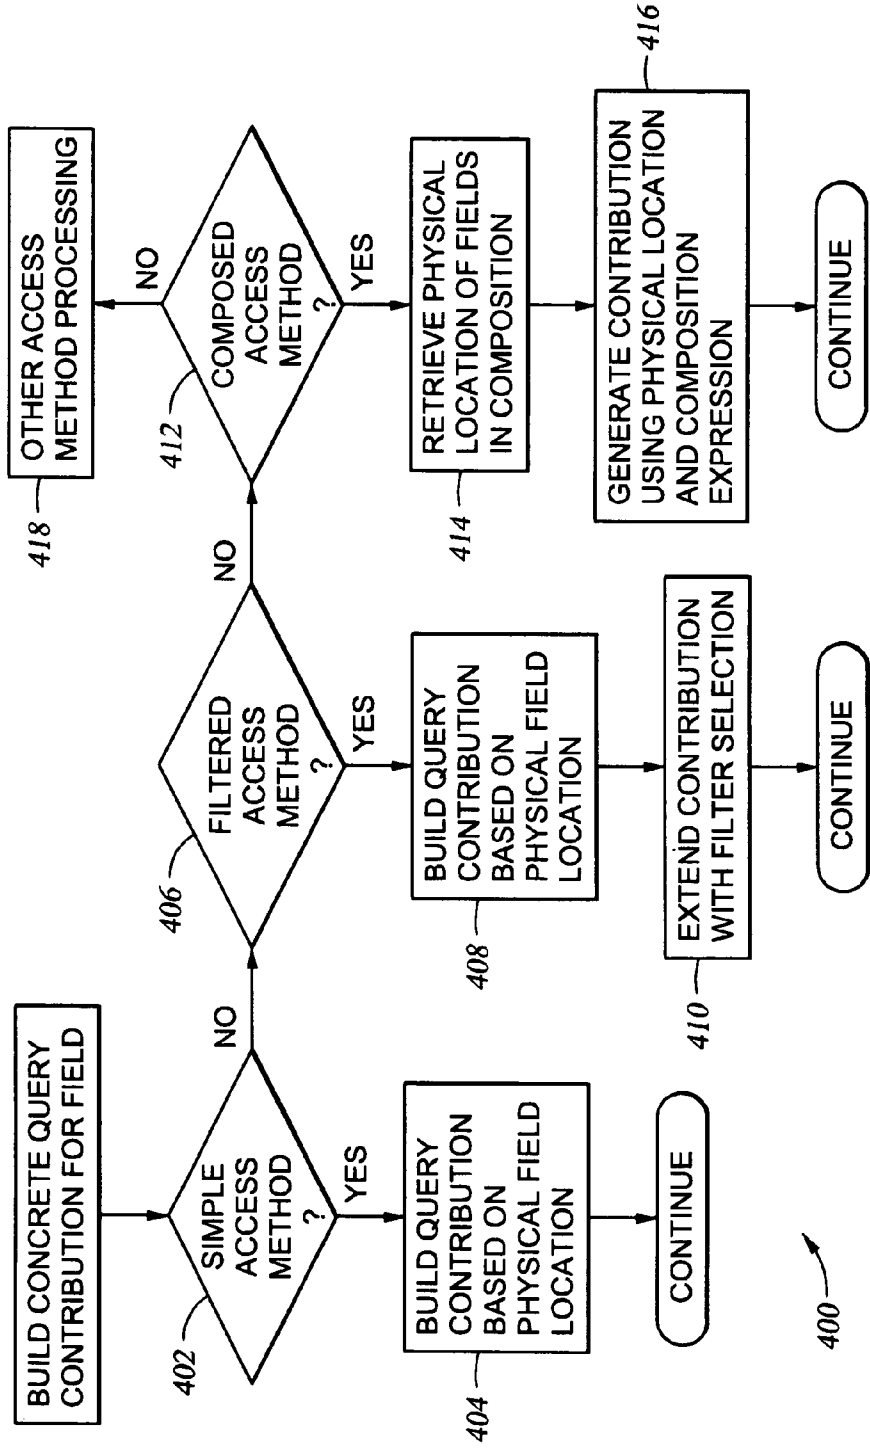 BUILD CONCRETE QUERY
CONTRIBUTION FOR FIELD
402
SIMPLE
ACCESS
METHOD
?
NO
YES
404
BUILD QUERY
CONTRIBUTION
BASED ON
PHYSICAL FIELD
LOCATION
CONTINUE
406
FILTERED
ACCESS
METHOD
?
NO
YES
408
BUILD QUERY
CONTRIBUTION
BASED ON
PHYSICAL FIELD
LOCATION
410
EXTEND CONTRIBUTION
WITH FILTER SELECTION
CONTINUE
412
COMPOSED
ACCESS
METHOD
?
NO
YES
418
OTHER ACCESS
METHOD PROCESSING
414
RETRIEVE PHYSICAL
LOCATION OF FIELDS
IN COMPOSITION
416
GENERATE CONTRIBUTION
USING PHYSICAL LOCATION
AND COMPOSITION
EXPRESSION
CONTINUE
400